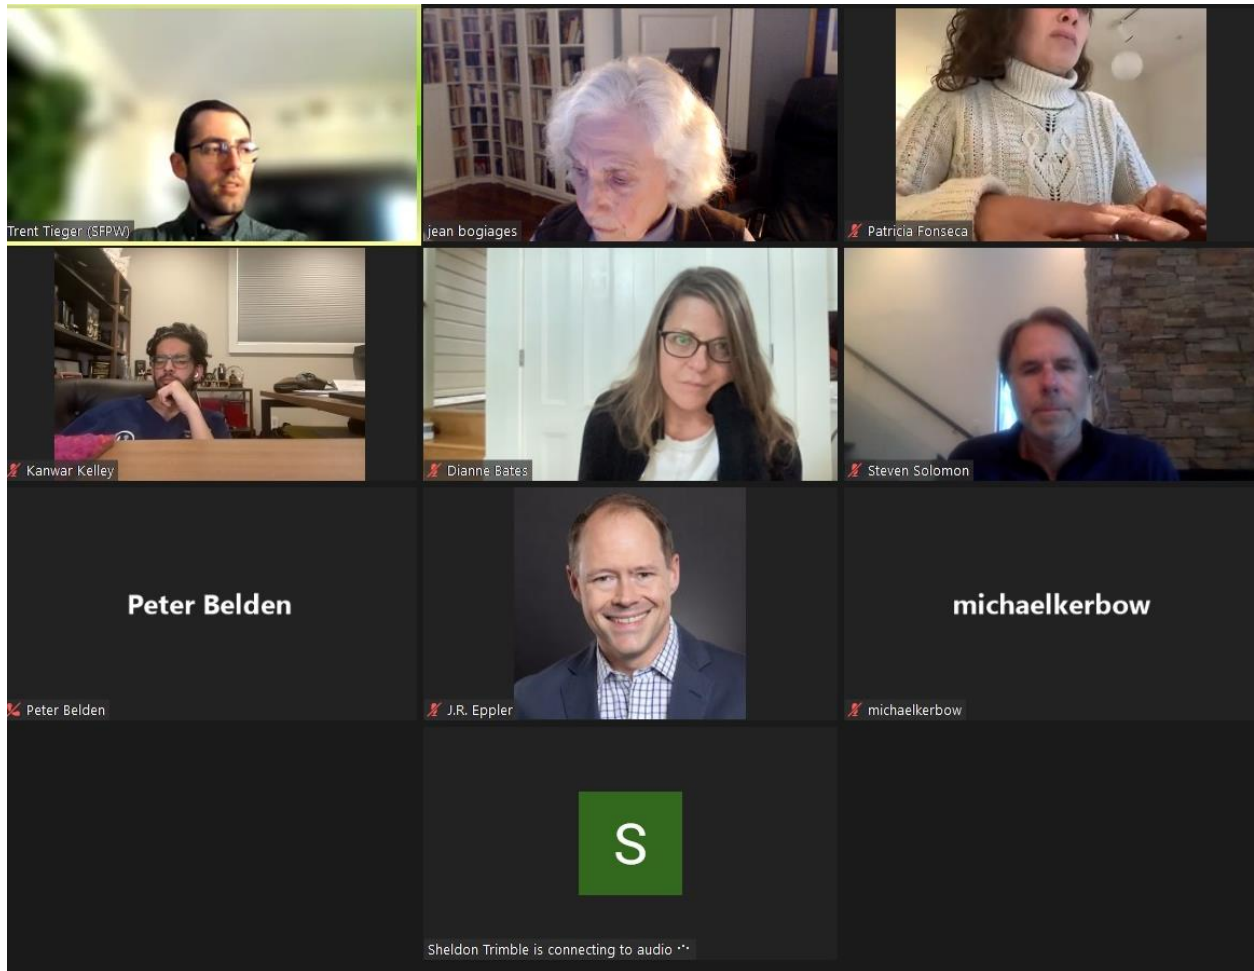 Trent Tieger (SFPW)
jean bogiages
Patricia Fonseca
Kanwar Kelley
Dianne Bates
Steven Solomon
Peter Belden
Peter Belden
J.R. Eppler
michaelkerbow
michaelkerbow
S
Sheldon Trimble is connecting to audio